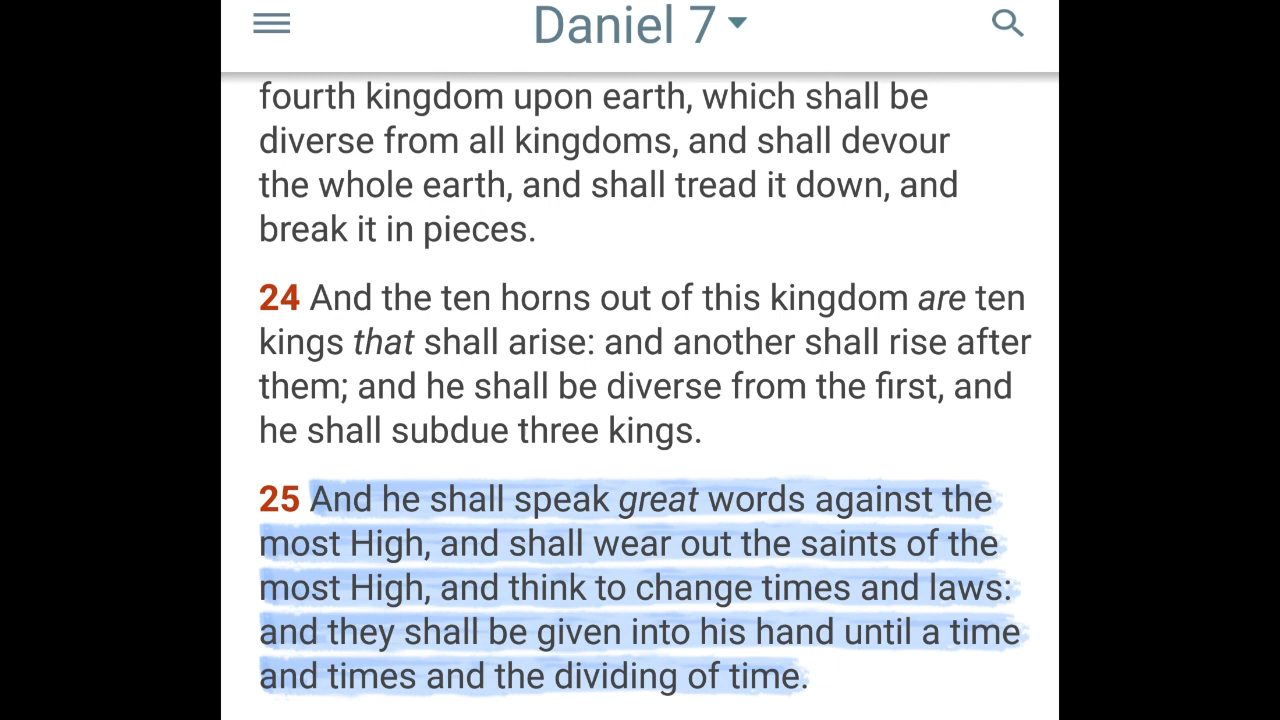 Daniel 7
fourth kingdom upon earth, which shall be
diverse from all kingdoms, and shall devour
the whole earth, and shall tread it down, and
break it in pieces.
24 And the ten horns out of this kingdom are ten
kings that shall arise: and another shall rise after
them; and he shall be diverse from the first, and
he shall subdue three kings.
25 And he shall speak great words against the
most High, and shall wear out the saints of the
most High, and think to change times and laws:
and they shall be given into his hand until a time
and times and the dividing of time.